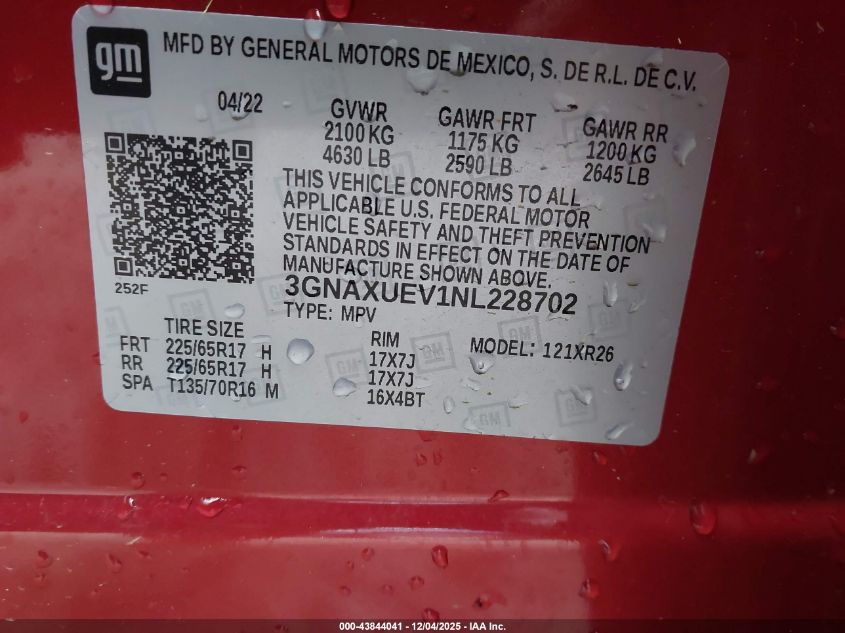 gm
MFD BY GENERAL MOTORS DE MEXICO, S. DE R.L. DE C.V.
04/22
GVWR
2100 KG
4630 LB
GAWR FRT
1175 KG
2590 LB
GAWR RR
1200 KG
2645 LB
THIS VEHICLE CONFORMS TO ALL
APPLICABLE U.S. FEDERAL MOTOR
VEHICLE SAFETY AND THEFT PREVENTION
STANDARDS IN EFFECT ON THE DATE OF
MANUFACTURE SHOWN ABOVE.
252F
3GNAXUEV1NL228702
TYPE: MPV
MODEL: 121XR26
TIRE SIZE RIM
FRT 225/65R17 H 17X7J
RR 225/65R17 H 17X7J
SPA T135/70R16 M 16X4BT
000-43844041 - 12/04/2025 - IAA Inc.